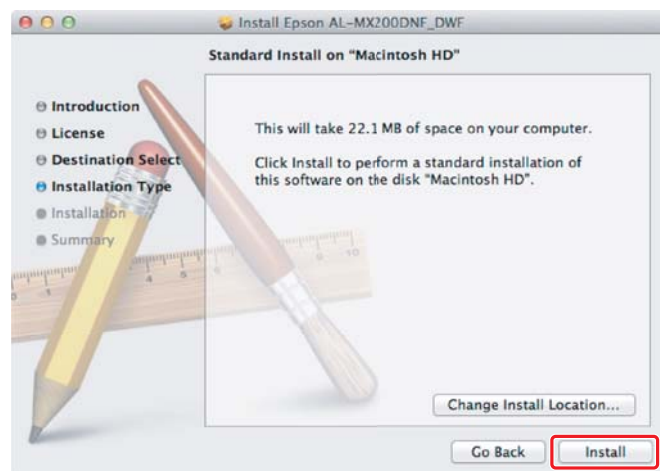 Install Epson AL-MX200DNF_DWF
Standard Install on "Macintosh HD"
Introduction
License
Destination Select
Installation Type
Installation
Summary
This will take 22.1 MB of space on your computer.
Click Install to perform a standard installation of
this software on the disk "Macintosh HD".
Change Install Location...
Go Back
Install